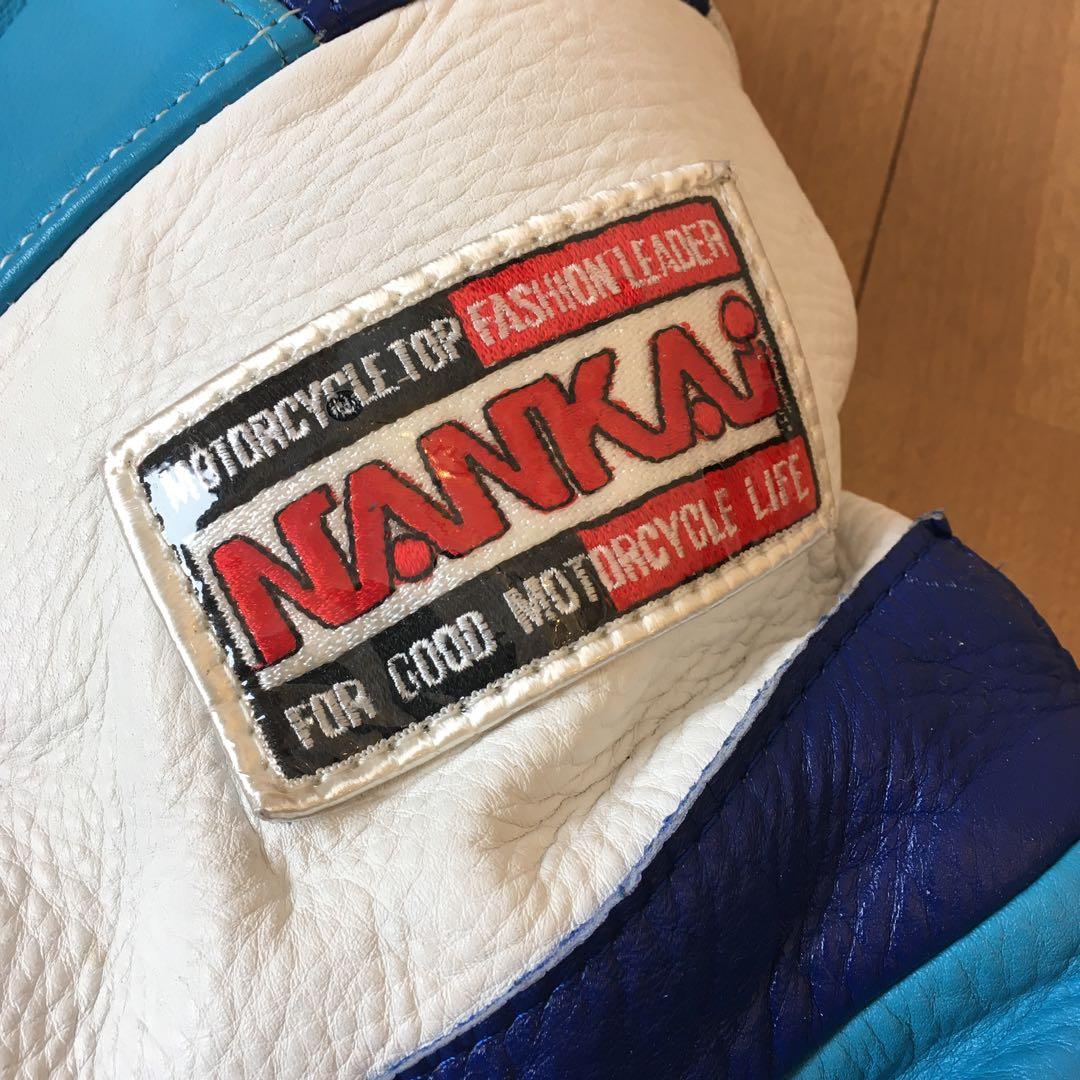 MOTORCYCLE TOP FASHION LEADER
NANKAi
FOR GOOD MOTORCYCLE LIFE